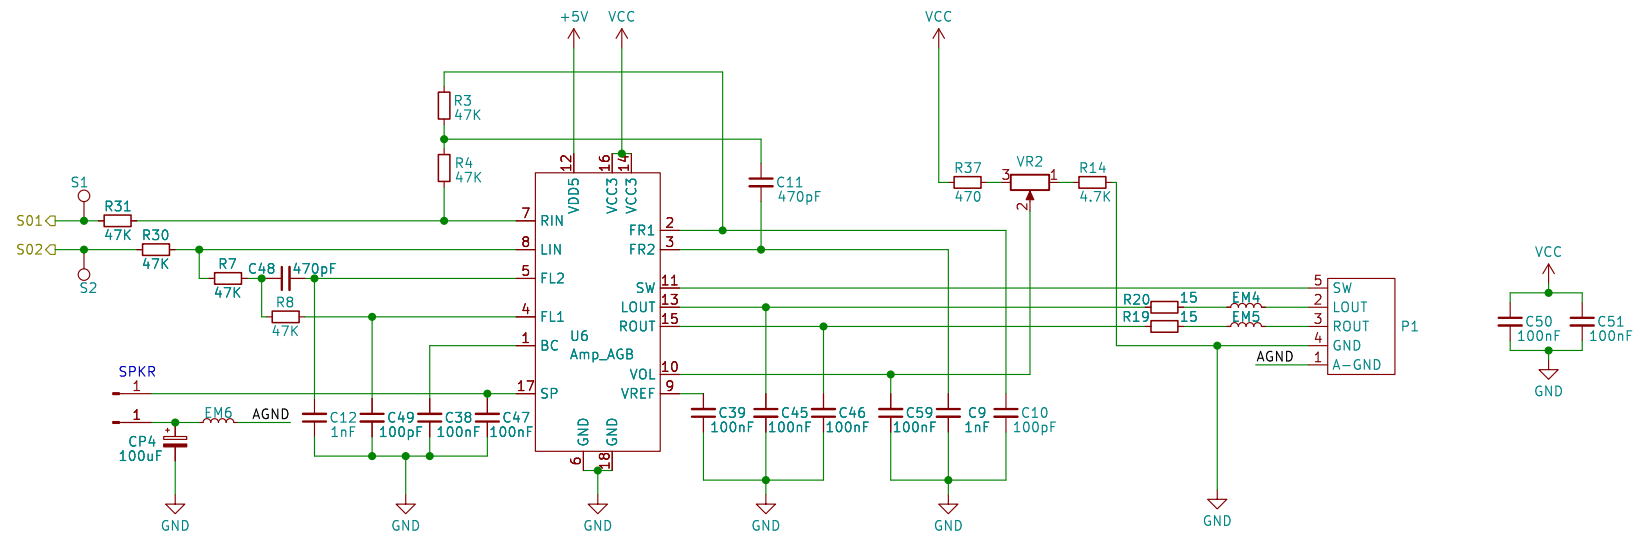 +5V
VCC
VCC
R3
47K
R4
47K
12
16
14
VDD5
VCC3
VCC3
C11
470pF
R37
470
VR2
3
1
2
R14
4.7K
S1
SO1
R31
47K
7
RIN
2
FR1
SO2
R30
47K
8
LIN
3
FR2
S2
R7
47K
C48
470pF
5
FL2
11
SW
R8
47K
4
FL1
13
LOUT
15
ROUT
U6
Amp_AGB
1
BC
R20
15
EM4
R19
15
EM5
5
SW
2
LOUT
3
ROUT
4
GND
1
A-GND
P1
AGND
VCC
C50
100nF
C51
100nF
GND
10
VOL
9
VREF
SPKR
1
17
SP
1
EM6
AGND
CP4
100uF
+
C12
1nF
C49
100pF
C38
100nF
C47
100nF
GND
GND
6
18
C39
100nF
C45
100nF
C46
100nF
C59
100nF
C9
1nF
C10
100pF
GND
GND
GND
GND
GND
GND